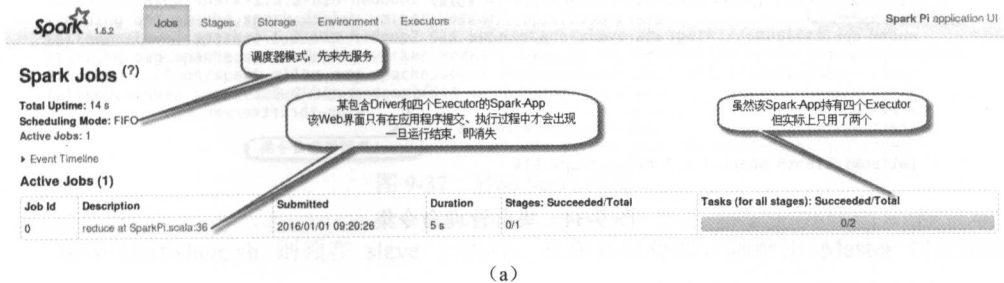 Spark 1.5.2 Jobs Stages Storage Environment Executors Spark Pi application UI
调度器模式，先来先服务
Spark Jobs (?)
Total Uptime: 14 s
Scheduling Mode: FIFO
Active Jobs: 1
某包含Driver和四个Executor的Spark-App
该Web界面只有在应用程序提交、执行过程中才会出现
一旦运行结束，即消失
虽然该Spark-App持有四个Executor
但实际上只用了两个
Event Timeline
Active Jobs (1)
Job Id Description Submitted Duration Stages: Succeeded/Total Tasks (for all stages): Succeeded/Total
0 reduce at SparkPi.scala:36 2016/01/01 09:20:26 5 s 0/1 0/2
(a)